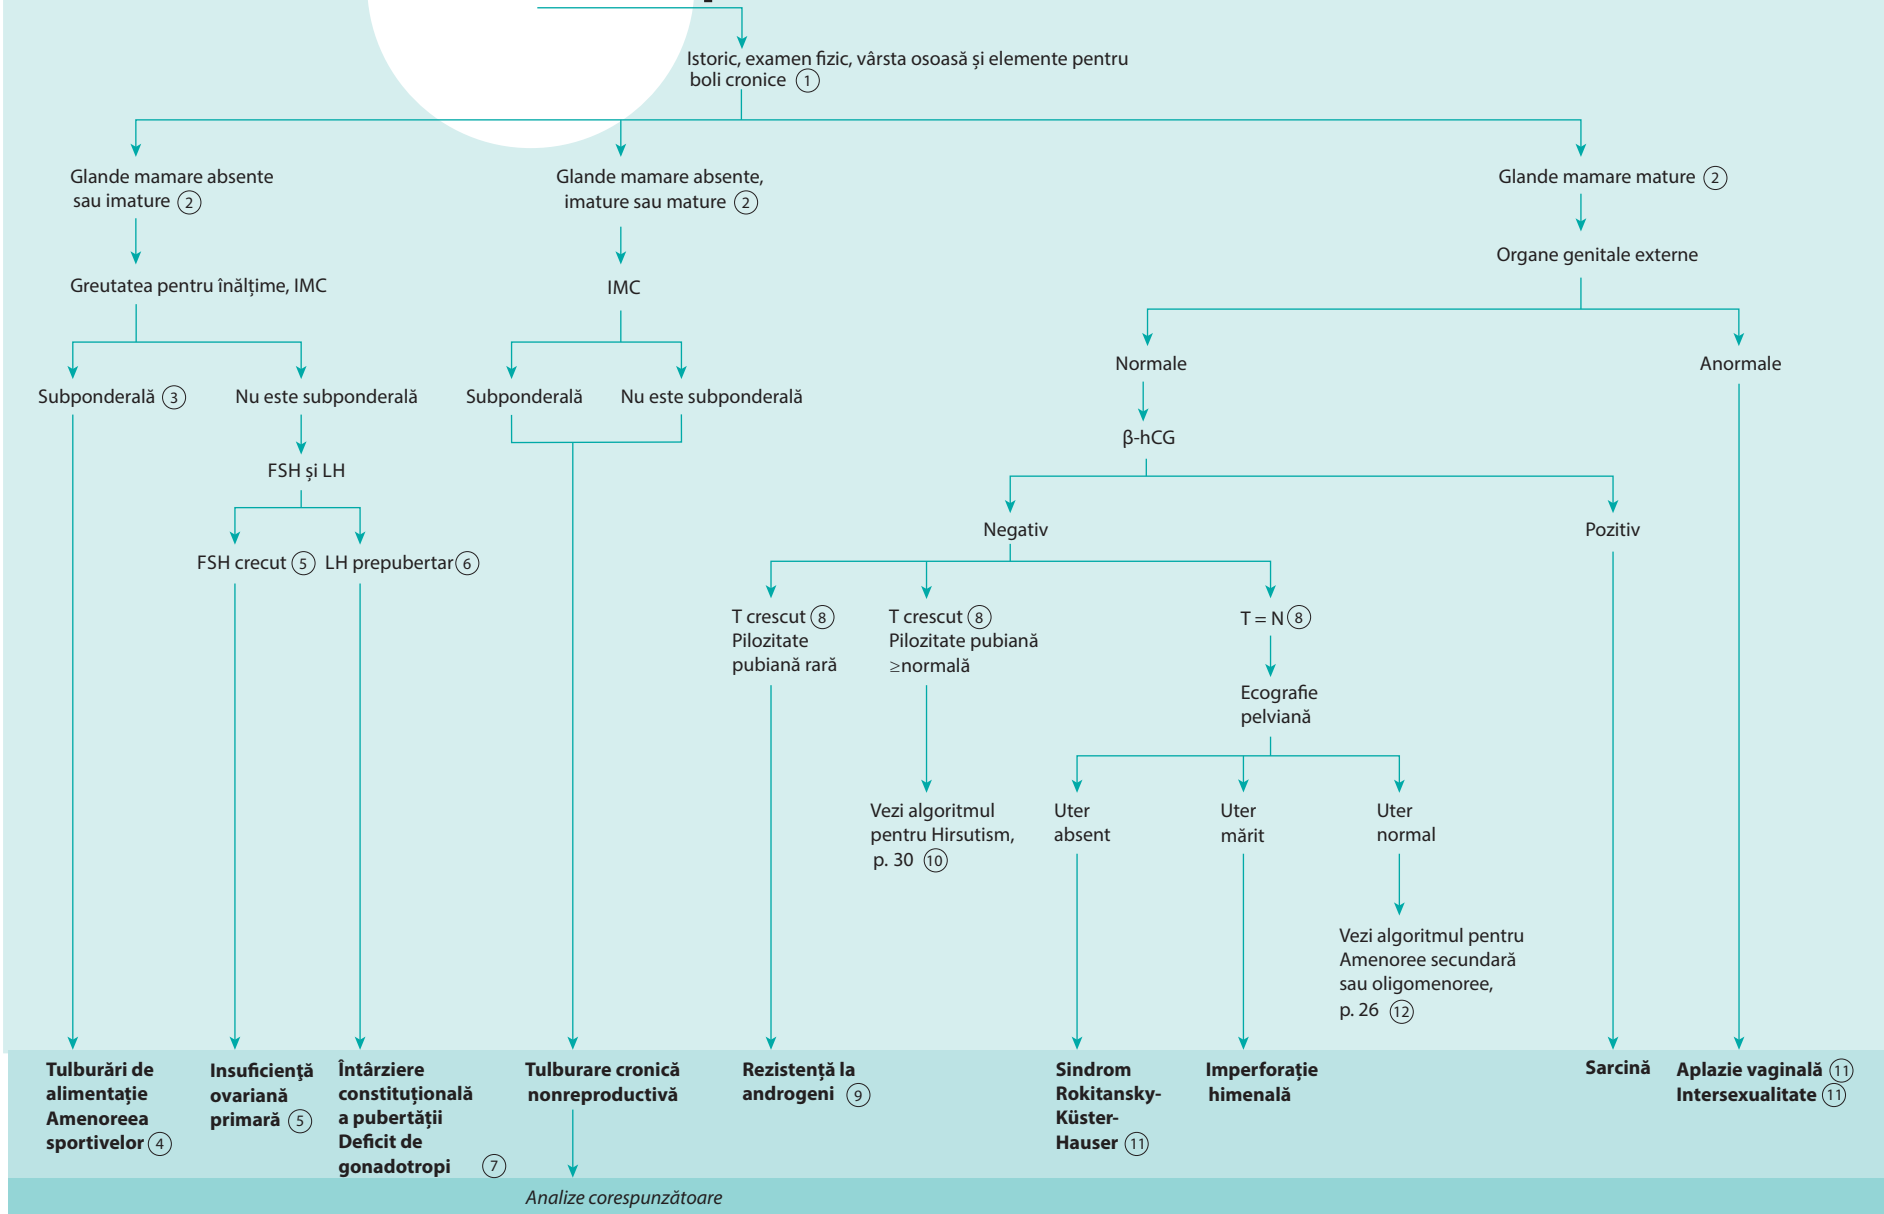 Istoric, examen fizic, vârsta osoasă și elemente pentru
boli cronice 1
Glande mamare absente
sau imature 2
Glande mamare absente,
imature sau mature 2
Glande mamare mature 2
Greutatea pentru înălțime, IMC
IMC
Organe genitale externe
Subponderală 3
Nu este subponderală
Subponderală
Nu este subponderală
Normale
Anormale
FSH și LH
β-hCG
FSH crecut 5
LH prepubertar 6
Negativ
Pozitiv
T crescut 8
Pilozitate
pubiană rară
T crescut 8
Pilozitate pubiană
≥normală
T = N 8
Ecografie
pelviană
Vezi algoritmul
pentru Hirsutism,
p. 30 10
Uter
absent
Uter
mărit
Uter
normal
Vezi algoritmul pentru
Amenoree secundară
sau oligomenoree,
p. 26 12
Tulburări de
alimentație
Amenoreea
sportivelor 4
Insuficiență
ovariană
primară 5
Întârziere
constituțională
a pubertății
Deficit de
gonadotropi 7
Tulburare cronică
nonreproductivă
Rezistență la
androgeni 9
Sindrom
Rokitansky-
Küster-
Hauser 11
Imperforație
himenală
Sarcină
Aplazie vaginală 11
Intersexualitate 11
Analize corespunzătoare